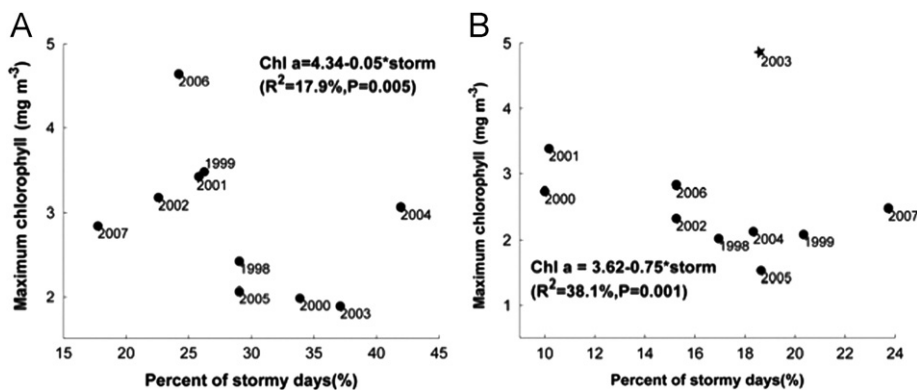 A
Maximum chlorophyll (mg m⁻³)
5
4
3
2
Chl a=4.34-0.05*storm
(R²=17.9%,P=0.005)
2006
1999
2001
2002
2004
2007
1998
2005
2000
2003
15 20 25 30 35 40 45
Percent of stormy days(%)
B
Maximum chlorophyll (mg m⁻³)
5
4
3
2
1
2003
2001
2000
2006
2002
2007
1998
2004
1999
2005
Chl a = 3.62-0.75*storm
(R²=38.1%,P=0.001)
10 12 14 16 18 20 22 24
Percent of stormy days(%)